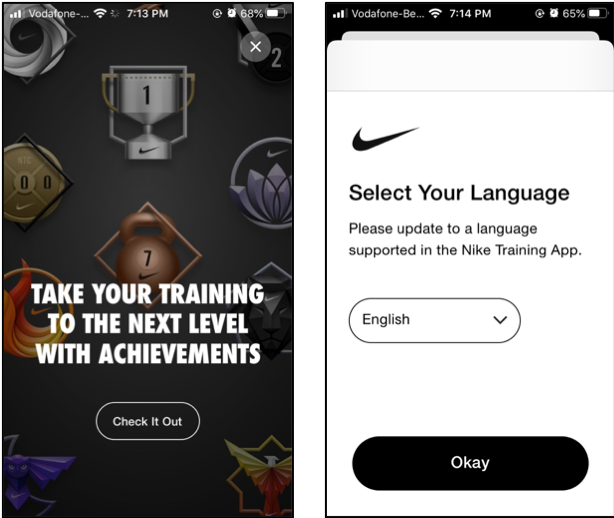 Vodafone-... 7:13 PM 68%
2
1
NTC
0 0
7
TAKE YOUR TRAINING
TO THE NEXT LEVEL
WITH ACHIEVEMENTS
Check It Out
Vodafone-Be... 7:14 PM 65%
Select Your Language
Please update to a language
supported in the Nike Training App.
English
Okay